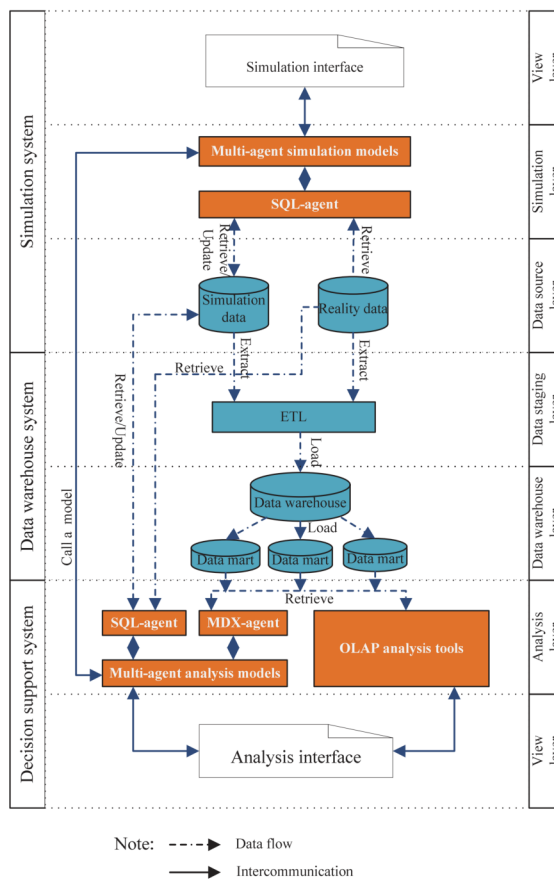 Simulation system
Data warehouse system
Decision support system
View
Simulation
Data source
Data staging
Data warehouse
Analysis
View
Simulation interface
Multi-agent simulation models
SQL-agent
Retrieve/
Update
Retrieve
Simulation
data
Reality data
Retrieve
Extract
Extract
Retrieve/Update
ETL
Load
Data warehouse
Load
Data mart
Data mart
Data mart
Call a model
Retrieve
SQL-agent
MDX-agent
OLAP analysis tools
Multi-agent analysis models
Analysis interface
Note:
Data flow
Intercommunication